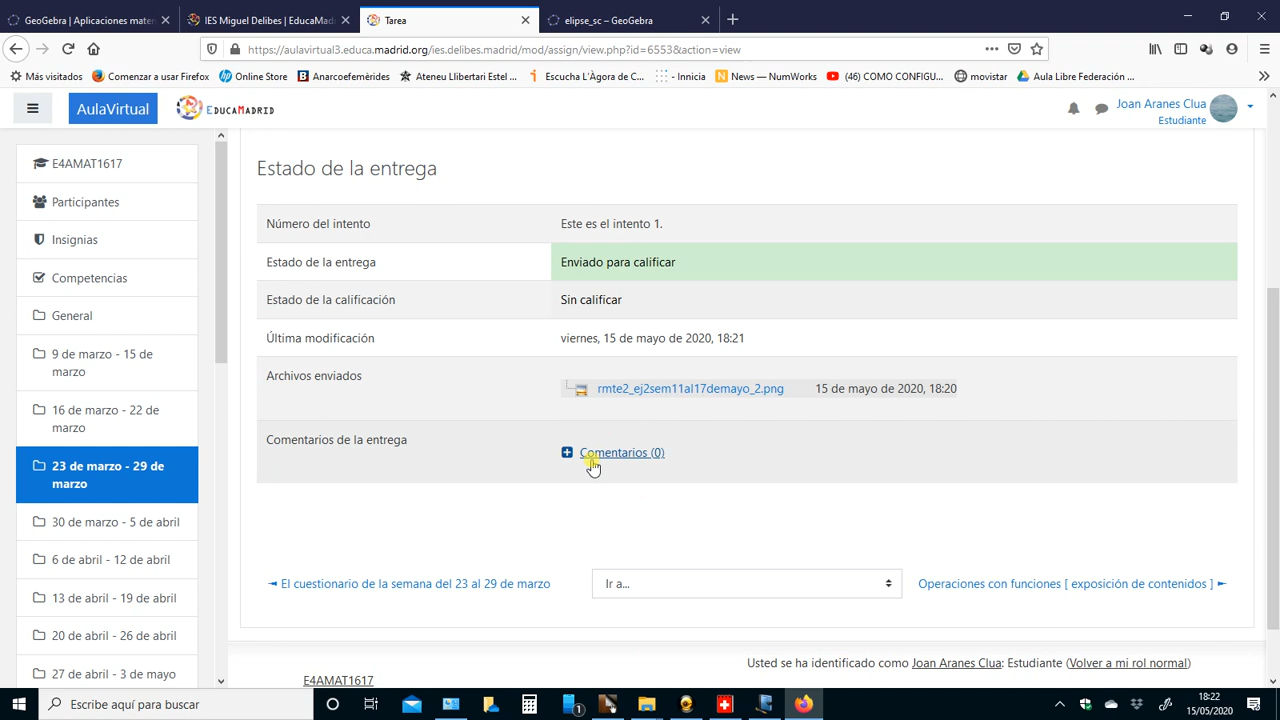 GeoGebra | Aplicaciones matem
IES Miguel Delibes | EducaMadri
Tarea
elipse_sc – GeoGebra
https://aulavirtual3.educa.madrid.org/ies.delibes.madrid/mod/assign/view.php?id=6553&action=view
Más visitados
Comenzar a usar Firefox
Online Store
Anarcoefemèrides
Ateneu Llibertari Estel ...
Escucha L'Àgora de C...
- Innicia
News — NumWorks
(46) COMO CONFIGU...
movistar
Aula Libre Federación ...
AulaVirtual
EDUCAMADRID
Joan Aranes Clua
Estudiante
E4AMAT1617
Participantes
Insignias
Competencias
General
9 de marzo - 15 de
marzo
16 de marzo - 22 de
marzo
23 de marzo - 29 de
marzo
30 de marzo - 5 de abril
6 de abril - 12 de abril
13 de abril - 19 de abril
20 de abril - 26 de abril
27 de abril - 3 de mayo
Estado de la entrega
Número del intento Este es el intento 1.
Estado de la entrega Enviado para calificar
Estado de la calificación Sin calificar
Última modificación viernes, 15 de mayo de 2020, 18:21
Archivos enviados rmte2_ej2sem11al17demayo_2.png 15 de mayo de 2020, 18:20
Comentarios de la entrega Comentarios (0)
◄ El cuestionario de la semana del 23 al 29 de marzo
Ir a...
Operaciones con funciones [ exposición de contenidos ] ►
Usted se ha identificado como Joan Aranes Clua: Estudiante (Volver a mi rol normal)
E4AMAT1617
Escribe aquí para buscar
18:22
15/05/2020